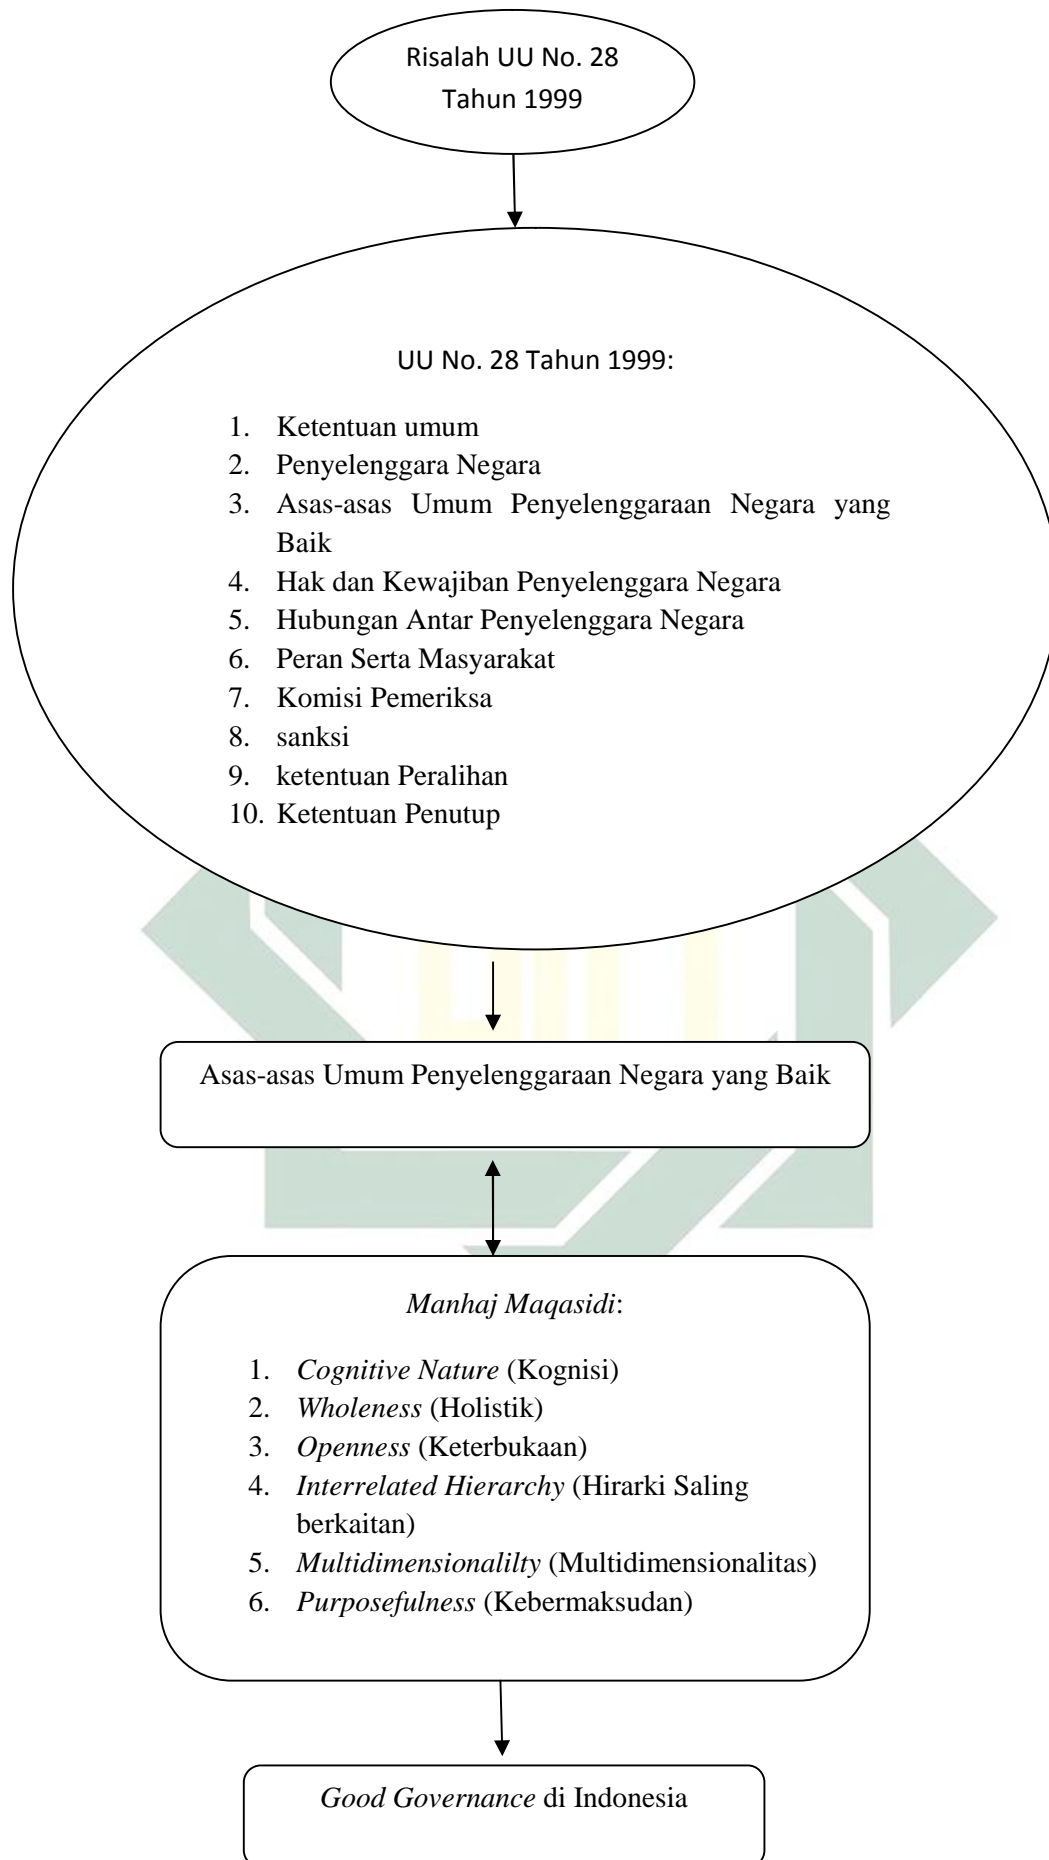 Risalah UU No. 28
Tahun 1999
UU No. 28 Tahun 1999:
1. Ketentuan umum
2. Penyelenggara Negara
3. Asas-asas Umum Penyelenggaraan Negara yang
Baik
4. Hak dan Kewajiban Penyelenggara Negara
5. Hubungan Antar Penyelenggara Negara
6. Peran Serta Masyarakat
7. Komisi Pemeriksa
8. sanksi
9. ketentuan Peralihan
10. Ketentuan Penutup
Asas-asas Umum Penyelenggaraan Negara yang Baik
Manhaj Maqasidi:
1. Cognitive Nature (Kognisi)
2. Wholeness (Holistik)
3. Openness (Keterbukaan)
4. Interrelated Hierarchy (Hirarki Saling
berkaitan)
5. Multidimensionalilty (Multidimensionalitas)
6. Purposefulness (Kebermaksudan)
Good Governance di Indonesia